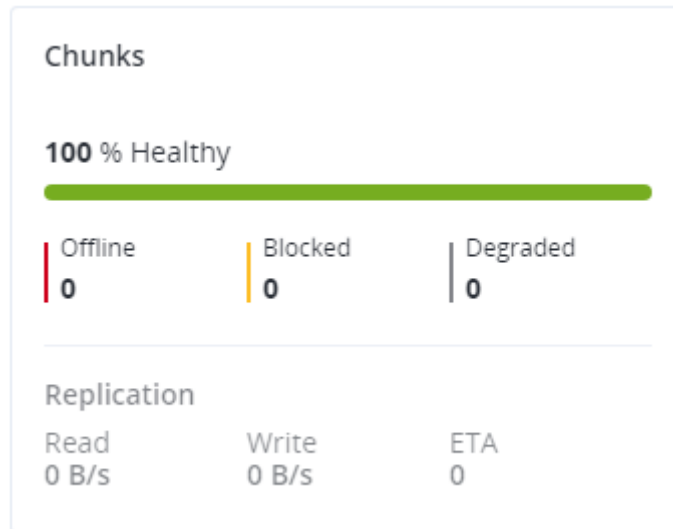 Chunks
100 % Healthy
Offline Blocked Degraded
0 0 0
Replication
Read Write ETA
0 B/s 0 B/s 0